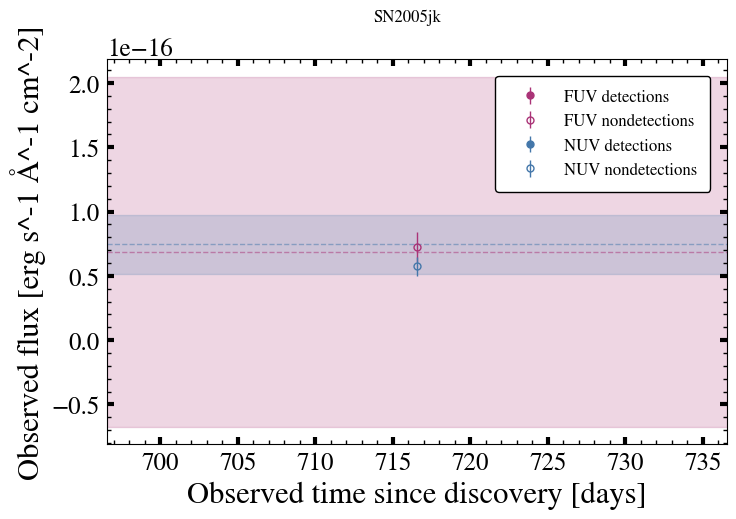 SN2005jk
1e−16
Observed flux [erg s^-1 Å^-1 cm^-2]
2.0
1.5
1.0
0.5
0.0
−0.5
FUV detections
FUV nondetections
NUV detections
NUV nondetections
700 705 710 715 720 725 730 735
Observed time since discovery [days]